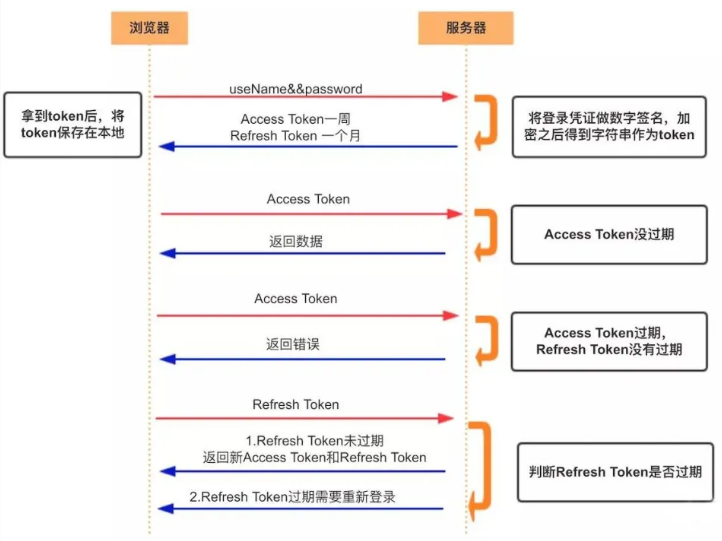 浏览器
服务器
useName&&password
拿到token后，将
token保存在本地
Access Token一周
Refresh Token 一个月
将登录凭证做数字签名，加
密之后得到字符串作为token
Access Token
返回数据
Access Token没过期
Access Token
返回错误
Access Token过期，
Refresh Token没有过期
Refresh Token
1.Refresh Token未过期
返回新Access Token和Refresh Token
2.Refresh Token过期需要重新登录
判断Refresh Token是否过期